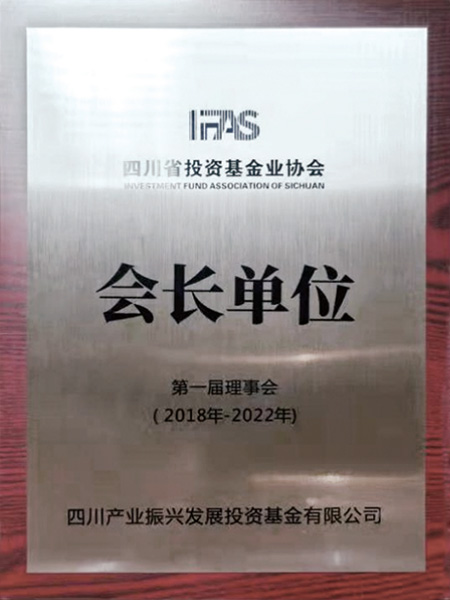 IFAS
四川省投资基金业协会
INVESTMENT FUND ASSOCIATION OF SICHUAN
会长单位
第一届理事会
(2018年-2022年)
四川产业振兴发展投资基金有限公司